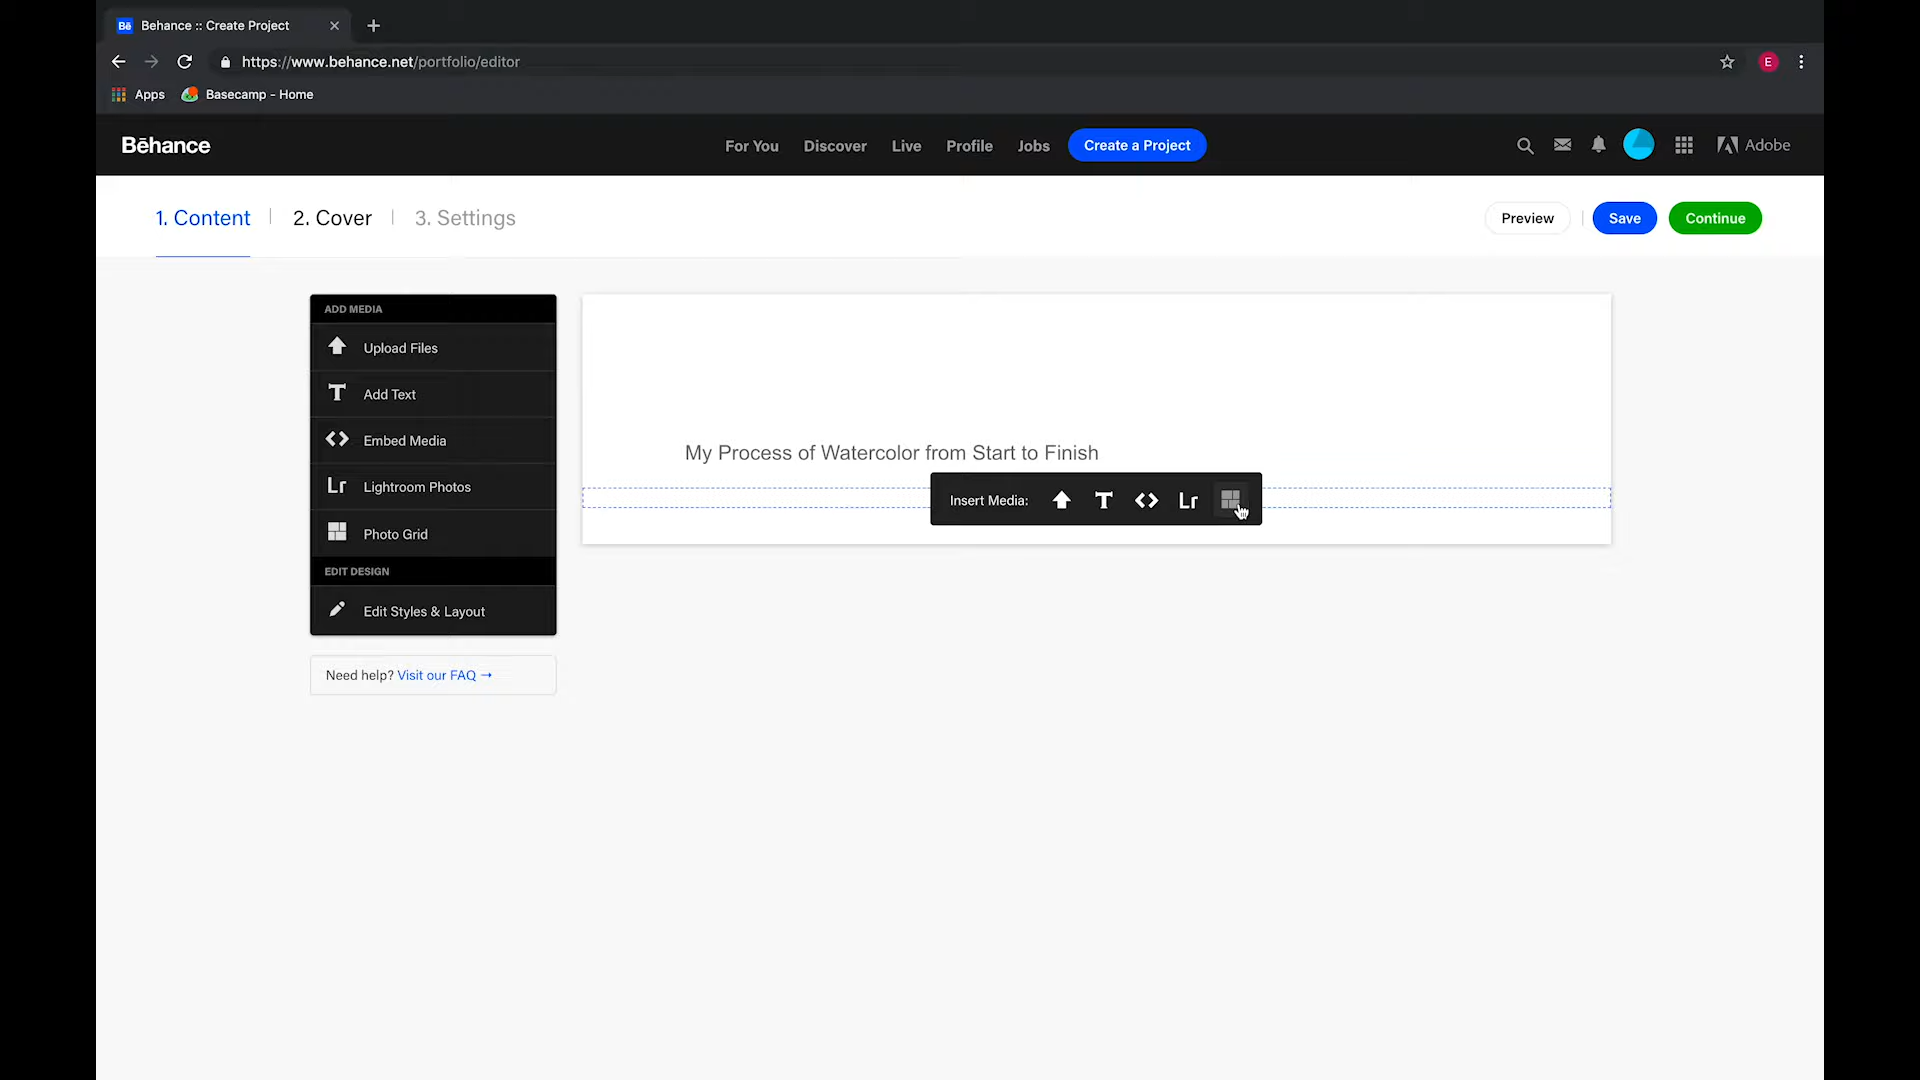 Bē Behance :: Create Project
https://www.behance.net/portfolio/editor
E
Apps Basecamp - Home
Bēhance
For You Discover Live Profile Jobs Create a Project
Adobe
1. Content 2. Cover 3. Settings
Preview Save Continue
ADD MEDIA
Upload Files
T Add Text
Embed Media
Lr Lightroom Photos
Photo Grid
EDIT DESIGN
Edit Styles & Layout
Need help? Visit our FAQ →
My Process of Watercolor from Start to Finish
Insert Media: T <> Lr